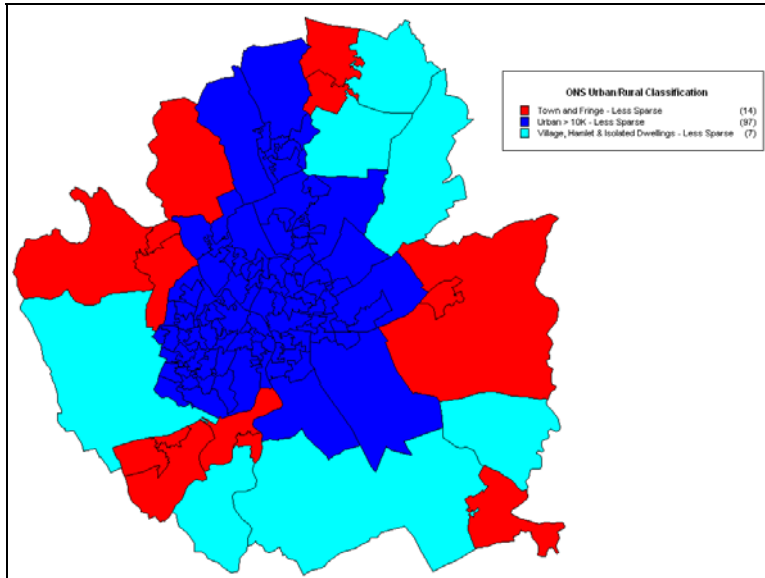 ONS Urban/Rural Classification
Town and Fringe - Less Sparse (14)
Urban > 10K - Less Sparse (97)
Village, Hamlet & Isolated Dwellings - Less Sparse (7)